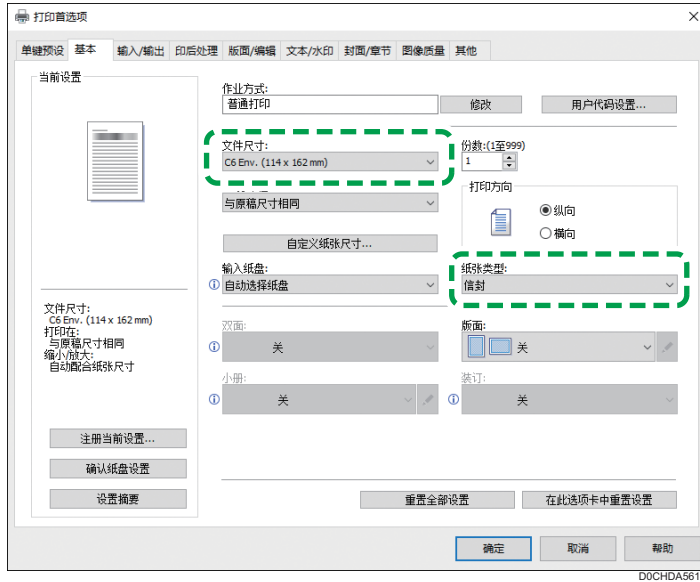 打印首选项
单键预设 基本 输入/输出 印后处理 版面/编辑 文本/水印 封面/章节 图像质量 其他
当前设置
作业方式:
普通打印
修改
用户代码设置...
文件尺寸:
C6 Env. (114 x 162 mm)
份数:(1至999)
1
打印方向
纵向
横向
与原稿尺寸相同
自定义纸张尺寸...
输入纸盘:
自动选择纸盘
纸张类型:
信封
文件尺寸:
C6 Env. (114 x 162 mm)
打印在:
与原稿尺寸相同
缩小/放大:
自动配合纸张尺寸
双面:
关
版面:
关
小册:
关
装订:
关
注册当前设置...
确认纸盘设置
设置摘要
重置全部设置
在此选项卡中重置设置
确定
取消
帮助
D0CHDA561